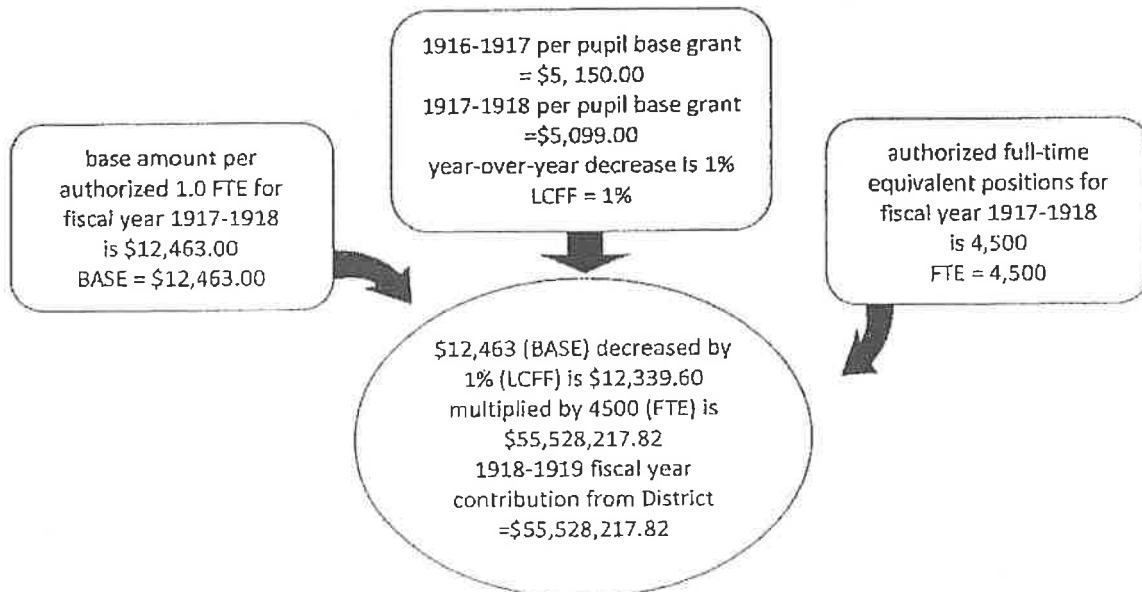 1916-1917 per pupil base grant
= $5, 150.00
1917-1918 per pupil base grant
=$5,099.00
year-over-year decrease is 1%
LCFF = 1%
base amount per
authorized 1.0 FTE for
fiscal year 1917-1918
is $12,463.00
BASE = $12,463.00
authorized full-time
equivalent positions for
fiscal year 1917-1918
is 4,500
FTE = 4,500
$12,463 (BASE) decreased by
1% (LCFF) is $12,339.60
multiplied by 4500 (FTE) is
$55,528,217.82
1918-1919 fiscal year
contribution from District
=$55,528,217.82